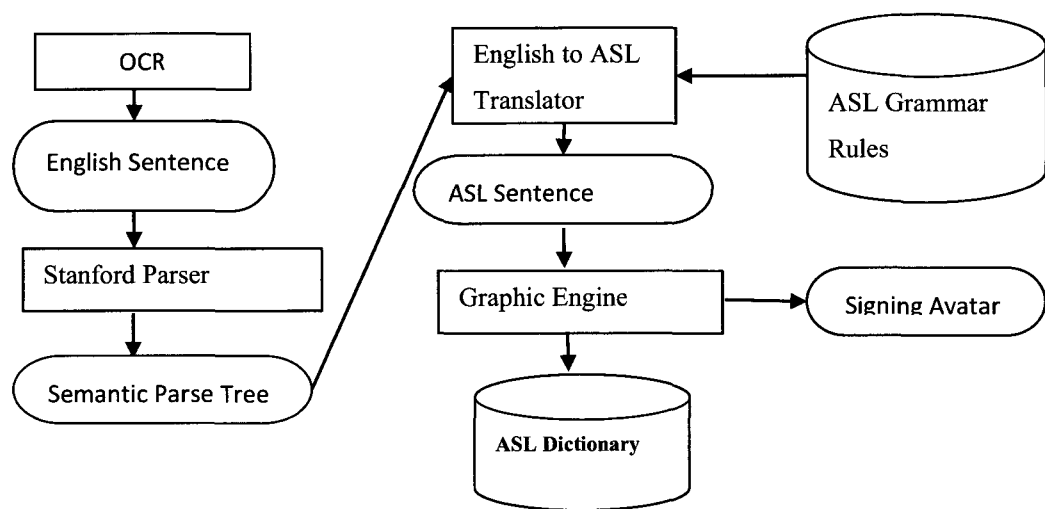 OCR
English Sentence
Stanford Parser
Semantic Parse Tree
English to ASL
Translator
ASL Sentence
Graphic Engine
ASL Dictionary
ASL Grammar
Rules
Signing Avatar